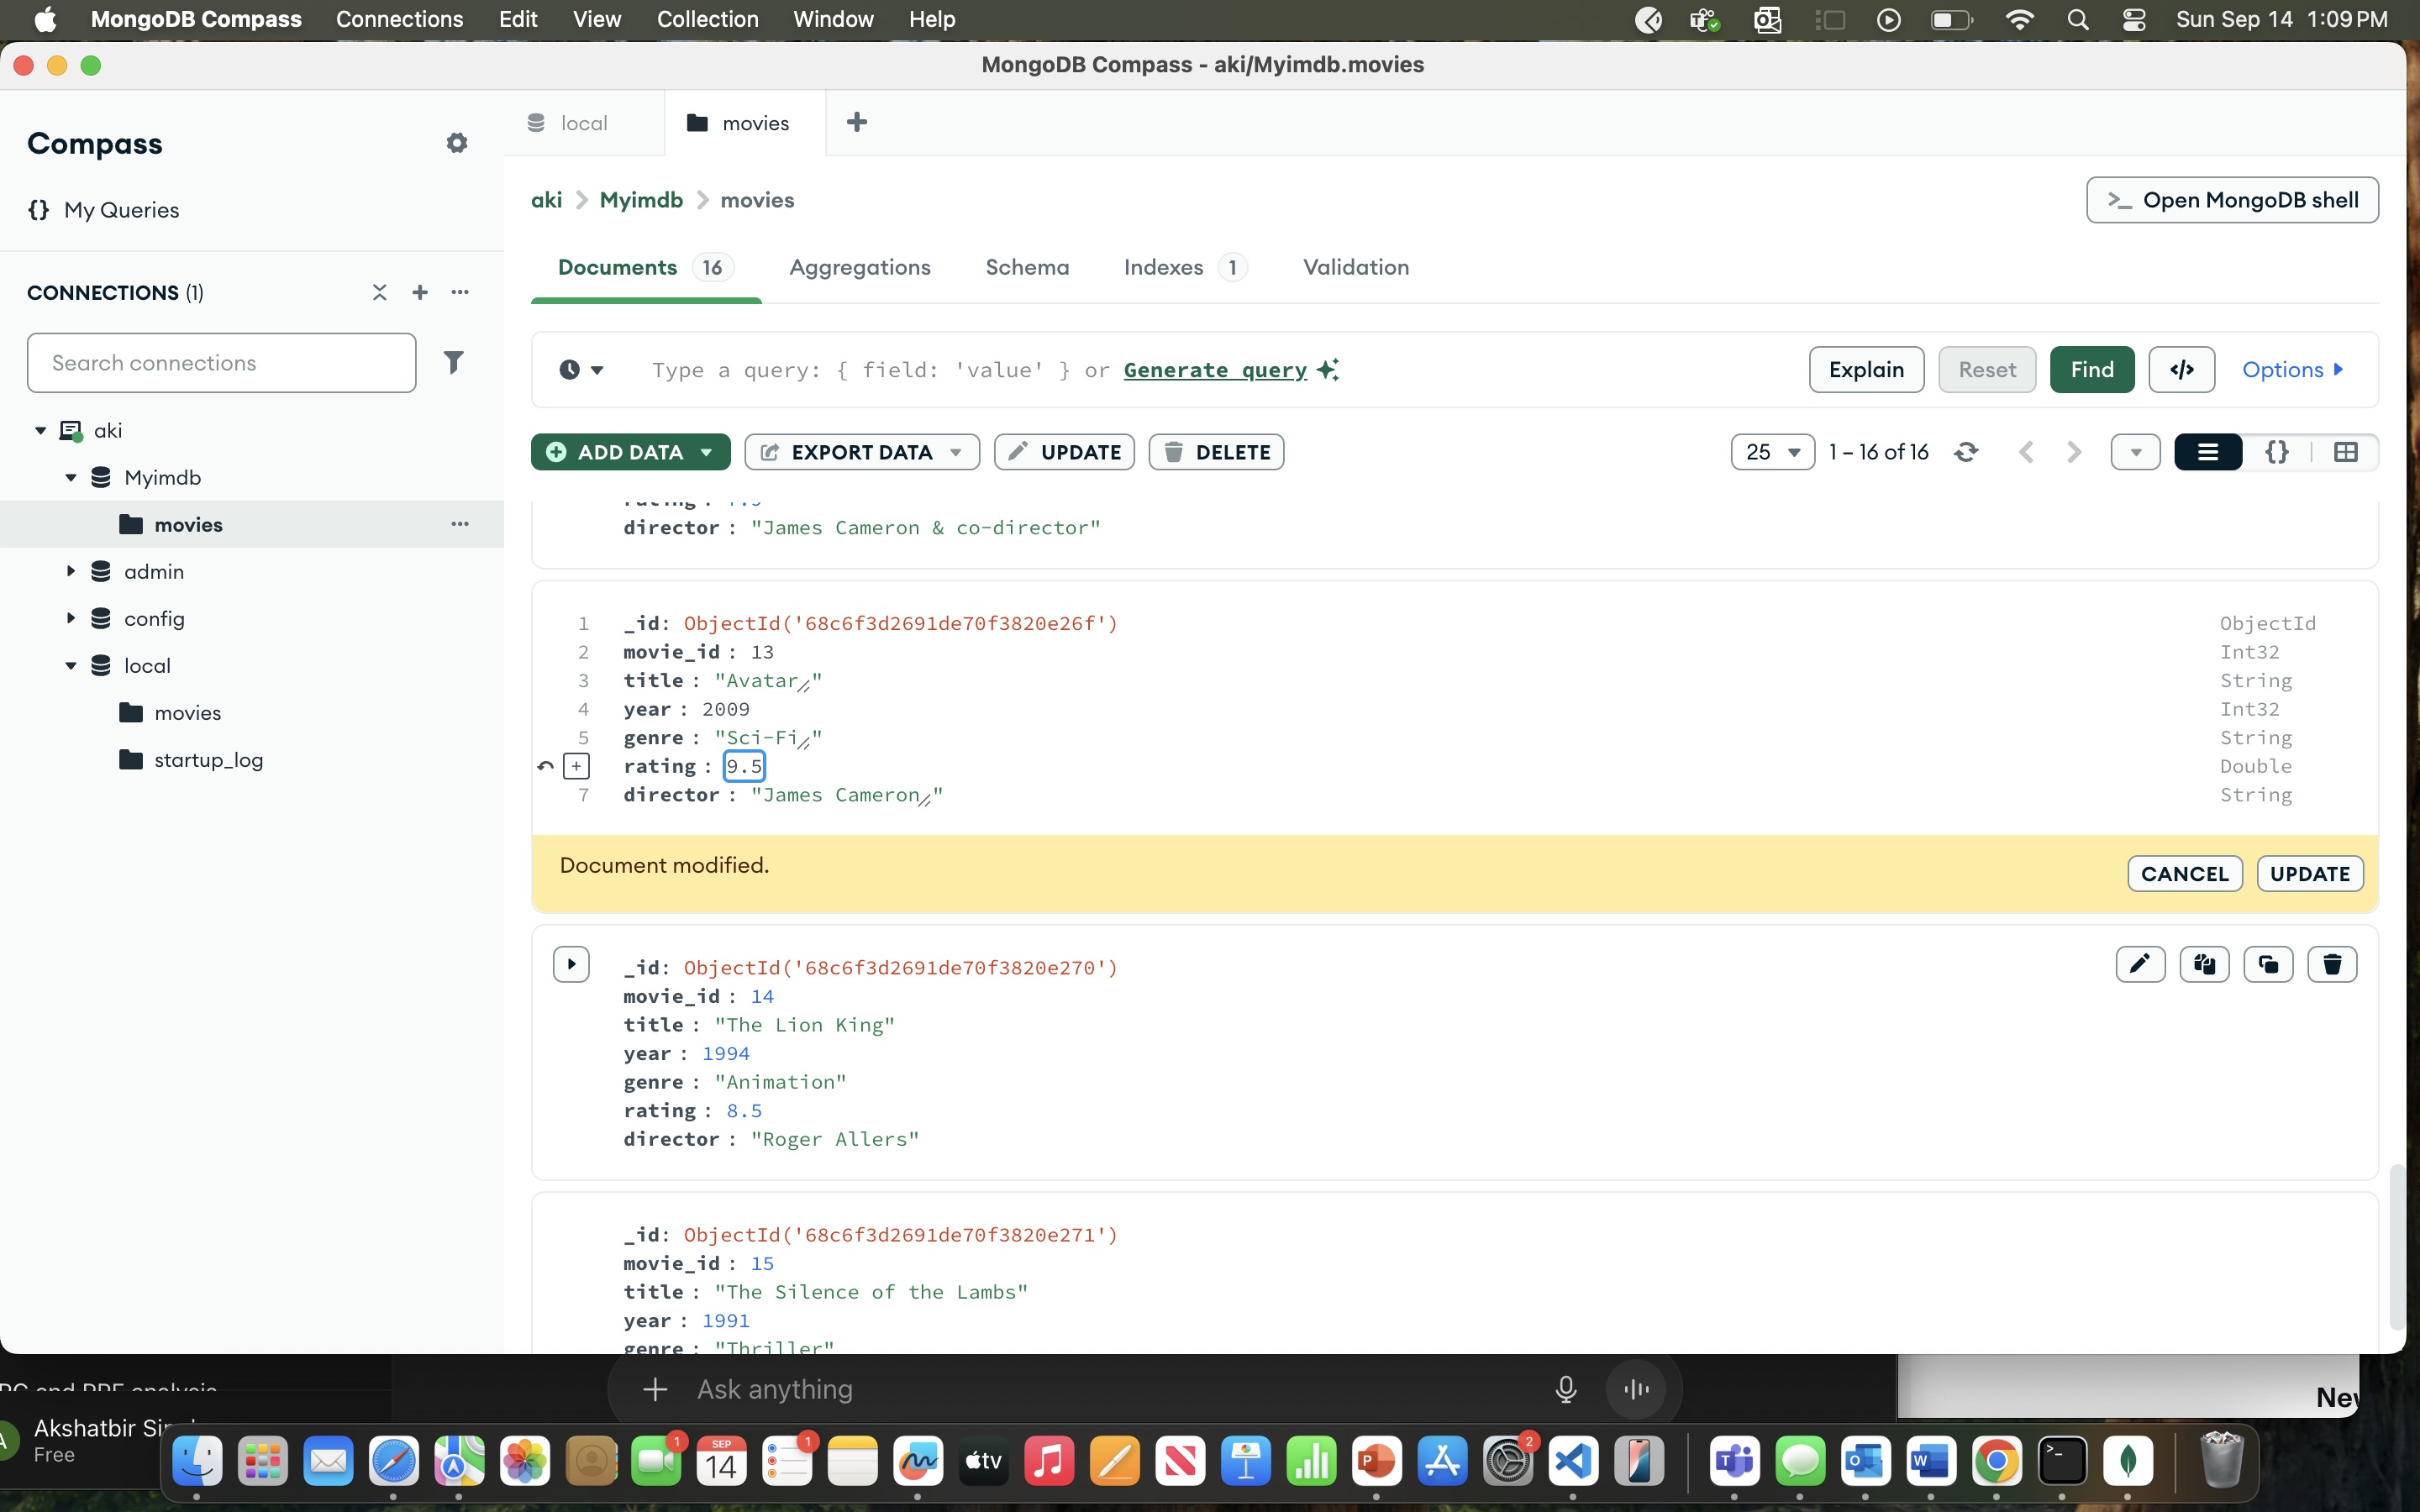 MongoDB Compass Connections Edit View Collection Window Help Sun Sep 14 1:09 PM
MongoDB Compass - aki/Myimdb.movies
Compass
My Queries
CONNECTIONS (1)
Search connections
aki
Myimdb
movies
admin
config
local
movies
startup_log
local movies
aki > Myimdb > movies
>_ Open MongoDB shell
Documents 16 Aggregations Schema Indexes 1 Validation
Type a query: { field: 'value' } or Generate query
Explain Reset Find </> Options
ADD DATA EXPORT DATA UPDATE DELETE 25 1 – 16 of 16 {}
director : "James Cameron & co-director"
1 _id: ObjectId('68c6f3d2691de70f3820e26f') ObjectId
2 movie_id : 13 Int32
3 title : "Avatar" String
4 year : 2009 Int32
5 genre : "Sci-Fi" String
+ rating : 9.5 Double
7 director : "James Cameron" String
Document modified. CANCEL UPDATE
_id: ObjectId('68c6f3d2691de70f3820e270')
movie_id : 14
title : "The Lion King"
year : 1994
genre : "Animation"
rating : 8.5
director : "Roger Allers"
_id: ObjectId('68c6f3d2691de70f3820e271')
movie_id : 15
title : "The Silence of the Lambs"
year : 1991
genre : "Thriller"
Ask anything
Akshatbir
Free
1 SEP 14 1 tv 2